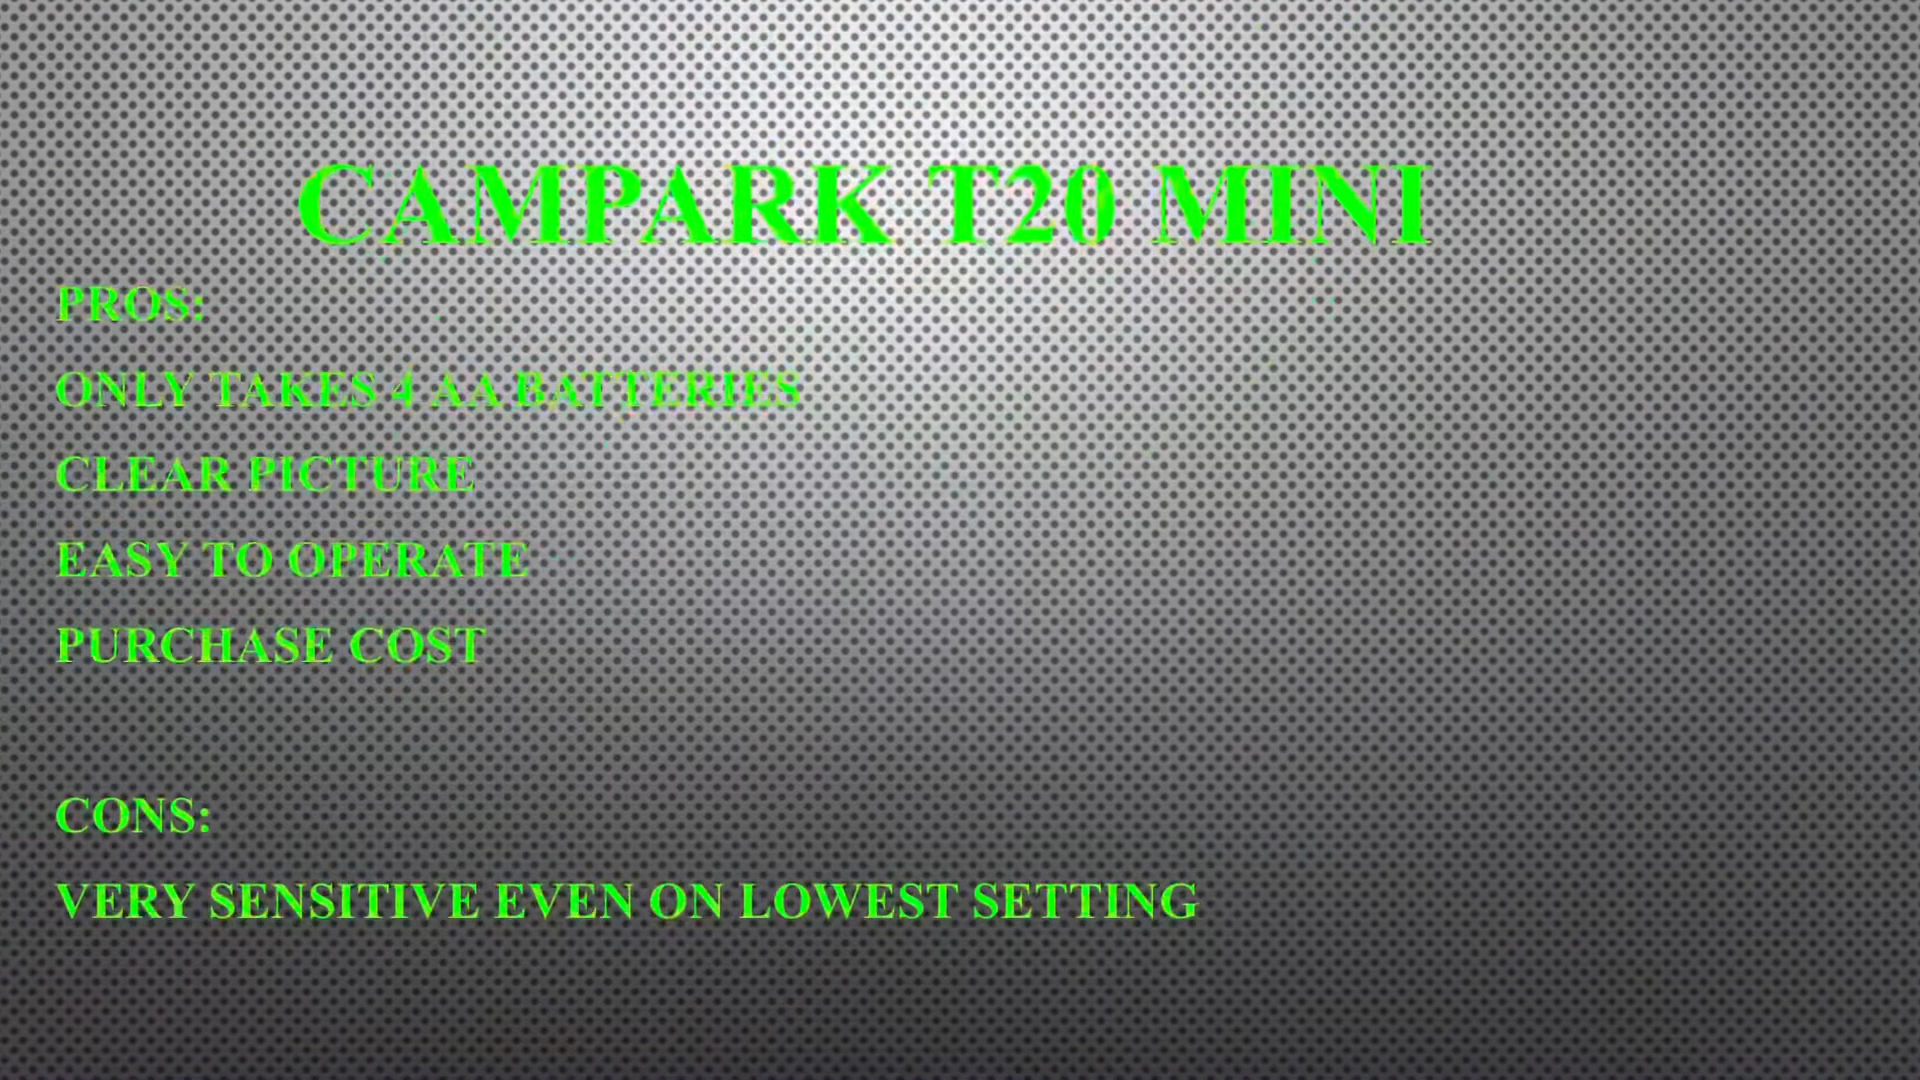 CAMPARK T20 MINI
PROS:
ONLY TAKES 4 AA BATTERIES
CLEAR PICTURE
EASY TO OPERATE
PURCHASE COST
CONS:
VERY SENSITIVE EVEN ON LOWEST SETTING